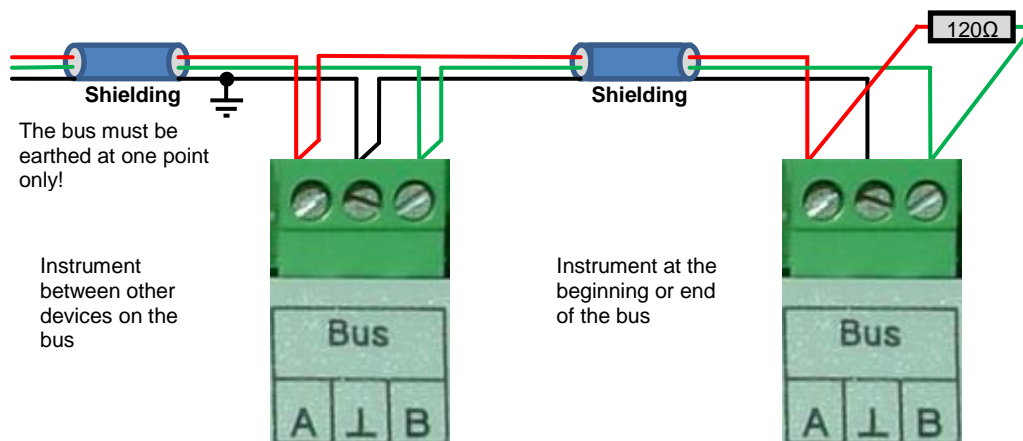 120Ω
Shielding
Shielding
The bus must be
earthed at one point
only!
Instrument
between other
devices on the
bus
Instrument at the
beginning or end
of the bus
Bus
A ⊥ B
Bus
A ⊥ B